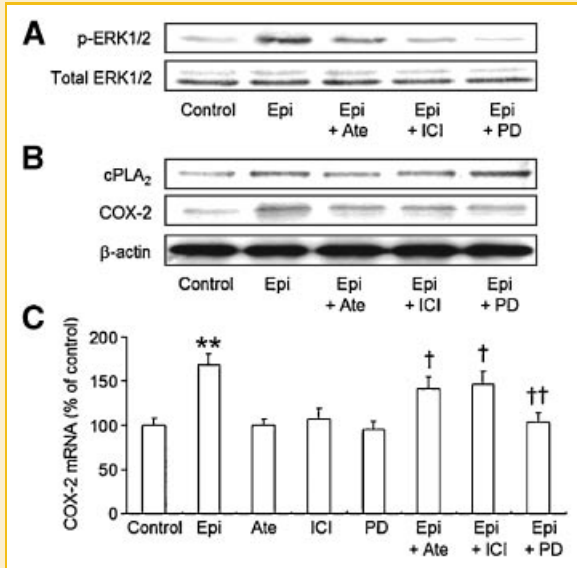 A
p-ERK1/2
Total ERK1/2
Control Epi Epi Epi Epi
+ Ate + ICI + PD
B
cPLA₂
COX-2
β-actin
Control Epi Epi Epi Epi
+ Ate + ICI + PD
C
COX-2 mRNA (% of control)
200
150
100
50
0
** † † ††
Control Epi Ate ICI PD Epi Epi Epi
+ Ate + ICI + PD